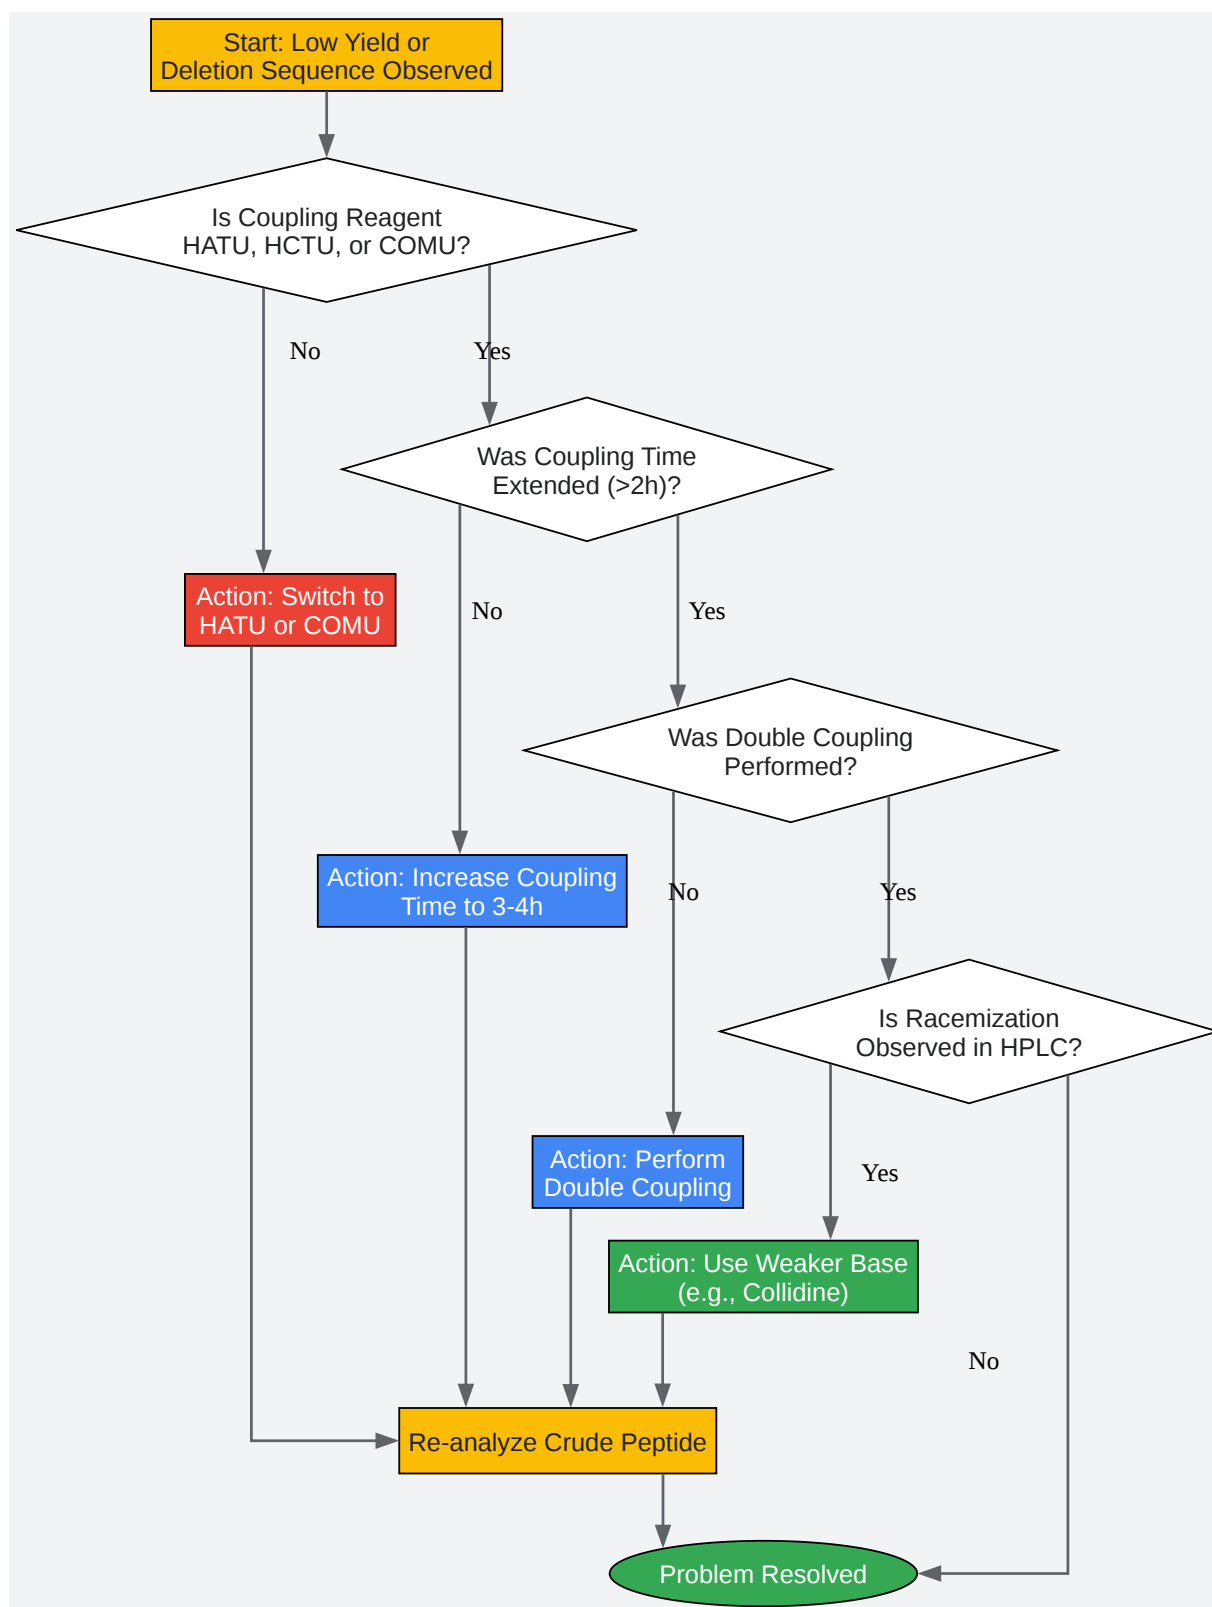 Start: Low Yield or
Deletion Sequence Observed
Is Coupling Reagent
HATU, HCTU, or COMU?
No
Yes
Was Coupling Time
Extended (>2h)?
Action: Switch to
HATU or COMU
No
Yes
Was Double Coupling
Performed?
Action: Increase Coupling
Time to 3-4h
No
Yes
Is Racemization
Observed in HPLC?
Action: Perform
Double Coupling
Yes
Action: Use Weaker Base
(e.g., Collidine)
No
Re-analyze Crude Peptide
Problem Resolved